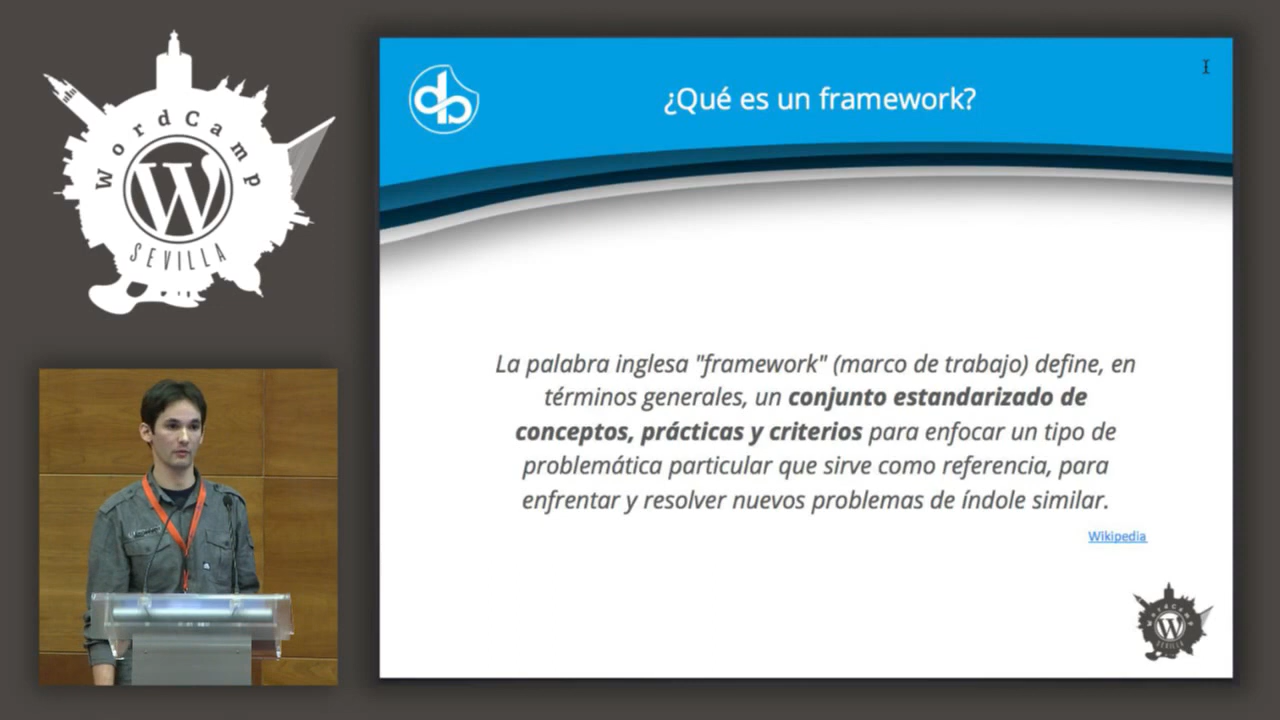 WordCamp
W
SEVILLA
¿Qué es un framework?
La palabra inglesa "framework" (marco de trabajo) define, en
términos generales, un conjunto estandarizado de
conceptos, prácticas y criterios para enfocar un tipo de
problemática particular que sirve como referencia, para
enfrentar y resolver nuevos problemas de índole similar.
Wikipedia
WordCamp
W
SEVILLA